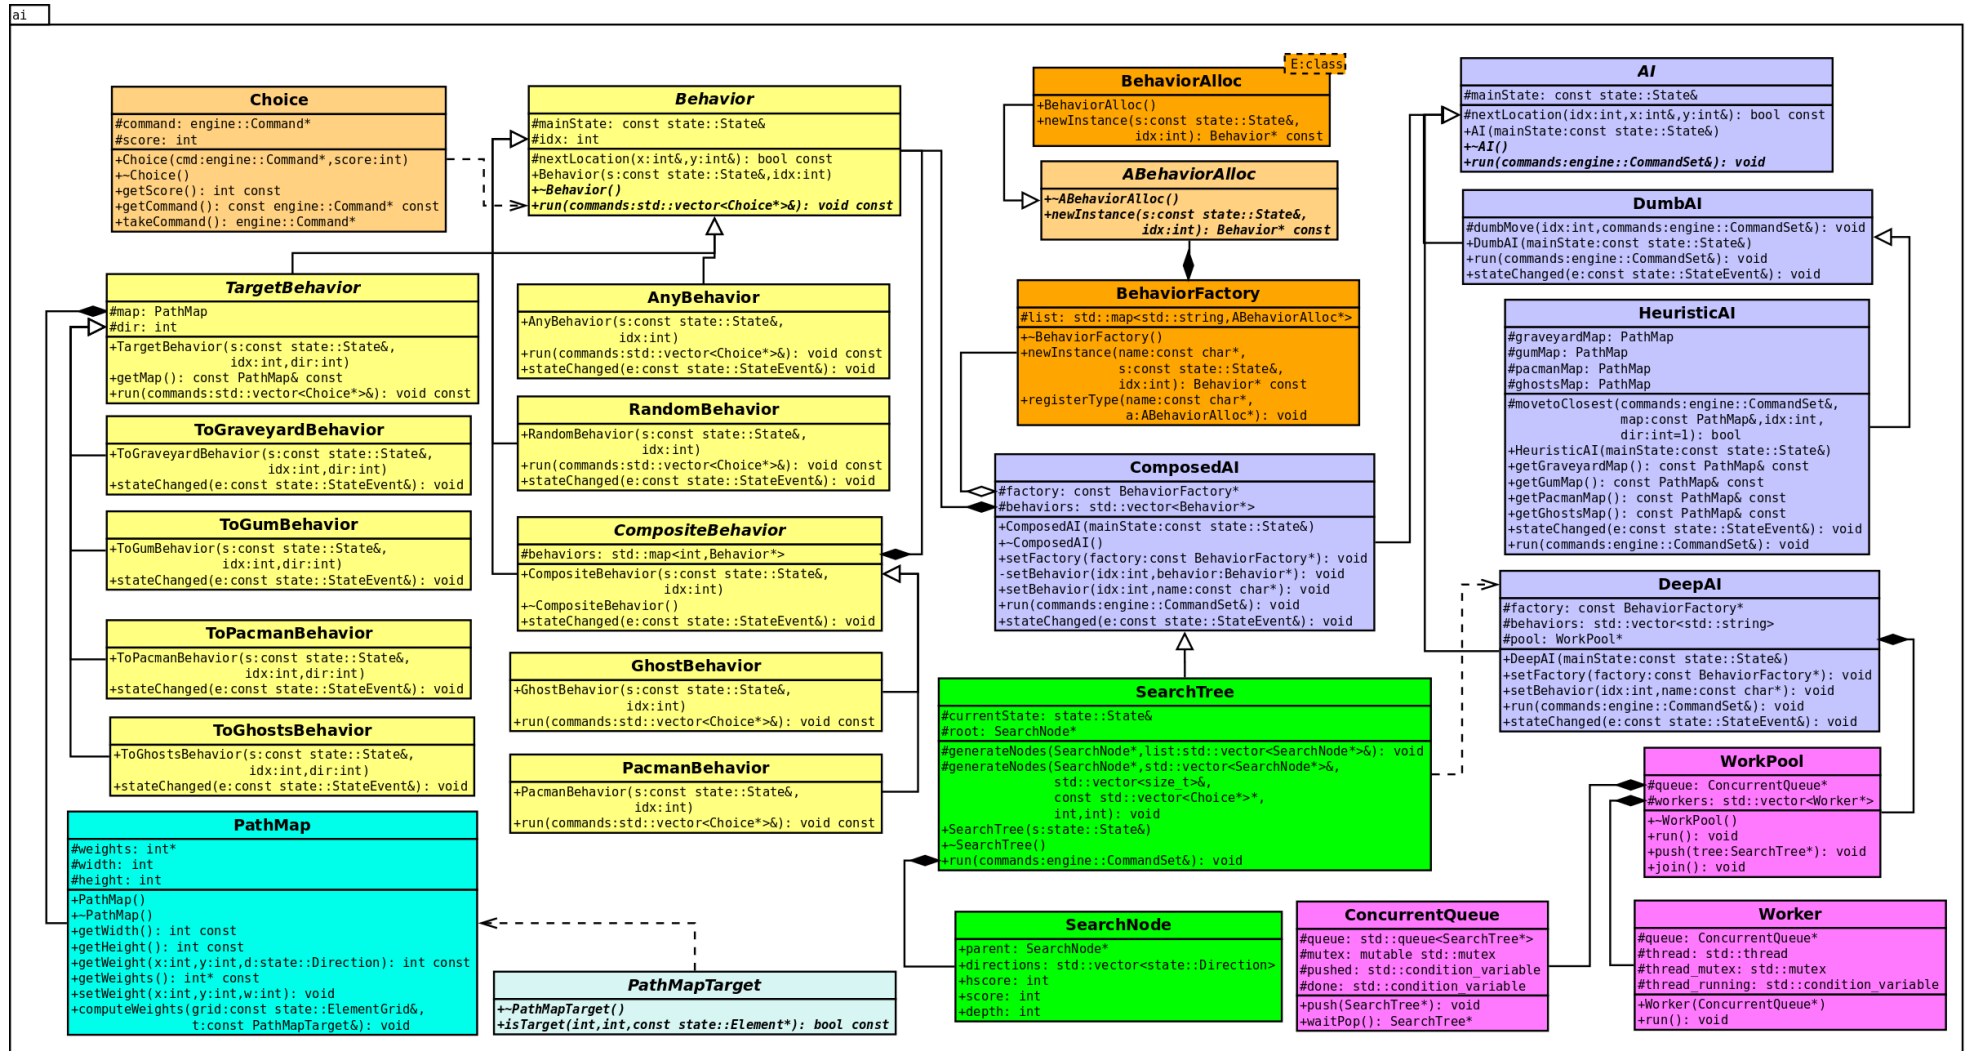 ai
Choice
#command: engine::Command*
#score: int
+Choice(cmd:engine::Command*,score:int)
+~Choice()
+getScore(): int const
+getCommand(): const engine::Command* const
+takeCommand(): engine::Command*
Behavior
#mainState: const state::State&
#idx: int
#nextLocation(x:int&,y:int&): bool const
+Behavior(s:const state::State&,idx:int)
+~Behavior()
+run(commands:std::vector<Choice*>&): void const
E:class
BehaviorAlloc
+BehaviorAlloc()
+newInstance(s:const state::State&,
idx:int): Behavior* const
ABehaviorAlloc
+~ABehaviorAlloc()
+newInstance(s:const state::State&,
idx:int): Behavior* const
AI
#mainState: const state::State&
#nextLocation(idx:int,x:int&,y:int&): bool const
+AI(mainState:const state::State&)
+~AI()
+run(commands:engine::CommandSet&): void
DumbAI
#dumbMove(idx:int,commands:engine::CommandSet&): void
+DumbAI(mainState:const state::State&)
+run(commands:engine::CommandSet&): void
+stateChanged(e:const state::StateEvent&): void
TargetBehavior
#map: PathMap
#dir: int
+TargetBehavior(s:const state::State&,
idx:int,dir:int)
+getMap(): const PathMap& const
+run(commands:std::vector<Choice*>&): void const
AnyBehavior
+AnyBehavior(s:const state::State&,
idx:int)
+run(commands:std::vector<Choice*>&): void const
+stateChanged(e:const state::StateEvent&): void
BehaviorFactory
#list: std::map<std::string,ABehaviorAlloc*>
+~BehaviorFactory()
+newInstance(name:const char*,
s:const state::State&,
idx:int): Behavior* const
+registerType(name:const char*,
a:ABehaviorAlloc*): void
HeuristicAI
#graveyardMap: PathMap
#gumMap: PathMap
#pacmanMap: PathMap
#ghostsMap: PathMap
#movetoClosest(commands:engine::CommandSet&,
map:const PathMap&,idx:int,
dir:int=1): bool
+HeuristicAI(mainState:const state::State&)
+getGraveyardMap(): const PathMap& const
+getGumMap(): const PathMap& const
+getPacmanMap(): const PathMap& const
+getGhostsMap(): const PathMap& const
+stateChanged(e:const state::StateEvent&): void
+run(commands:engine::CommandSet&): void
ToGraveyardBehavior
+ToGraveyardBehavior(s:const state::State&,
idx:int,dir:int)
+stateChanged(e:const state::StateEvent&): void
RandomBehavior
+RandomBehavior(s:const state::State&,
idx:int)
+run(commands:std::vector<Choice*>&): void const
+stateChanged(e:const state::StateEvent&): void
ComposedAI
#factory: const BehaviorFactory*
#behaviors: std::vector<Behavior*>
+ComposedAI(mainState:const state::State&)
+~ComposedAI()
+setFactory(factory:const BehaviorFactory*): void
-setBehavior(idx:int,behavior:Behavior*): void
+setBehavior(idx:int,name:const char*): void
+run(commands:engine::CommandSet&): void
+stateChanged(e:const state::StateEvent&): void
ToGumBehavior
+ToGumBehavior(s:const state::State&,
idx:int,dir:int)
+stateChanged(e:const state::StateEvent&): void
CompositeBehavior
#behaviors: std::map<int,Behavior*>
+CompositeBehavior(s:const state::State&,
idx:int)
+~CompositeBehavior()
+stateChanged(e:const state::StateEvent&): void
DeepAI
#factory: const BehaviorFactory*
#behaviors: std::vector<std::string>
#pool: WorkPool*
+DeepAI(mainState:const state::State&)
+setFactory(factory:const BehaviorFactory*): void
+setBehavior(idx:int,name:const char*): void
+run(commands:engine::CommandSet&): void
+stateChanged(e:const state::StateEvent&): void
ToPacmanBehavior
+ToPacmanBehavior(s:const state::State&,
idx:int,dir:int)
+stateChanged(e:const state::StateEvent&): void
GhostBehavior
+GhostBehavior(s:const state::State&,
idx:int)
+run(commands:std::vector<Choice*>&): void const
SearchTree
#currentState: state::State&
#root: SearchNode*
#generateNodes(SearchNode*,list:std::vector<SearchNode*>&): void
#generateNodes(SearchNode*,std::vector<SearchNode*>&,
std::vector<size_t>&,
const std::vector<Choice*>*,
int,int): void
+SearchTree(s:state::State&)
+~SearchTree()
+run(commands:engine::CommandSet&): void
ToGhostsBehavior
+ToGhostsBehavior(s:const state::State&,
idx:int,dir:int)
+stateChanged(e:const state::StateEvent&): void
PacmanBehavior
+PacmanBehavior(s:const state::State&,
idx:int)
+run(commands:std::vector<Choice*>&): void const
WorkPool
#queue: ConcurrentQueue*
#workers: std::vector<Worker*>
+~WorkPool()
+run(): void
+push(tree:SearchTree*): void
+join(): void
PathMap
#weights: int*
#width: int
#height: int
+PathMap()
+~PathMap()
+getWidth(): int const
+getHeight(): int const
+getWeight(x:int,y:int,d:state::Direction): int const
+getWeights(): int* const
+setWeight(x:int,y:int,w:int): void
+computeWeights(grid:const state::ElementGrid&,
t:const PathMapTarget&): void
PathMapTarget
+~PathMapTarget()
+isTarget(int,int,const state::Element*): bool const
SearchNode
+parent: SearchNode*
+directions: std::vector<state::Direction>
+hscore: int
+score: int
+depth: int
ConcurrentQueue
#queue: std::queue<SearchTree*>
#mutex: mutable std::mutex
#pushed: std::condition_variable
#done: std::condition_variable
+push(SearchTree*): void
+waitPop(): SearchTree*
Worker
#queue: ConcurrentQueue*
#thread: std::thread
#thread_mutex: std::mutex
#thread_running: std::condition_variable
+Worker(ConcurrentQueue*)
+run(): void